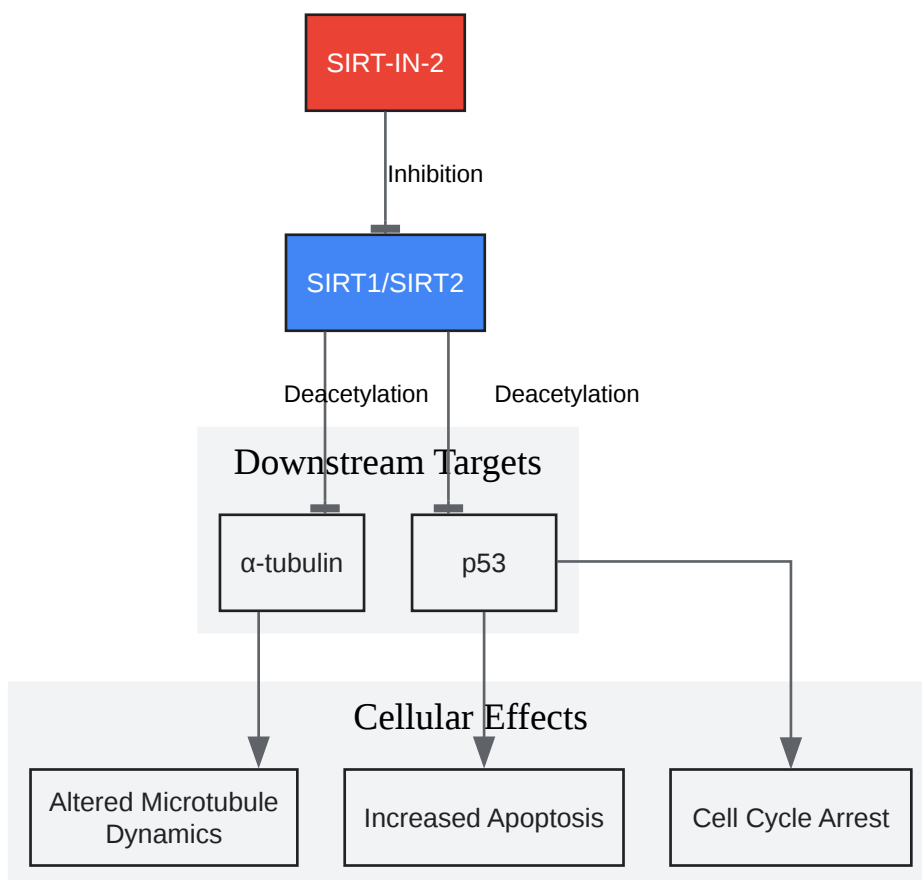 SIRT-IN-2
Inhibition
SIRT1/SIRT2
Deacetylation
Deacetylation
Downstream Targets
α-tubulin
p53
Cellular Effects
Altered Microtubule
Dynamics
Increased Apoptosis
Cell Cycle Arrest